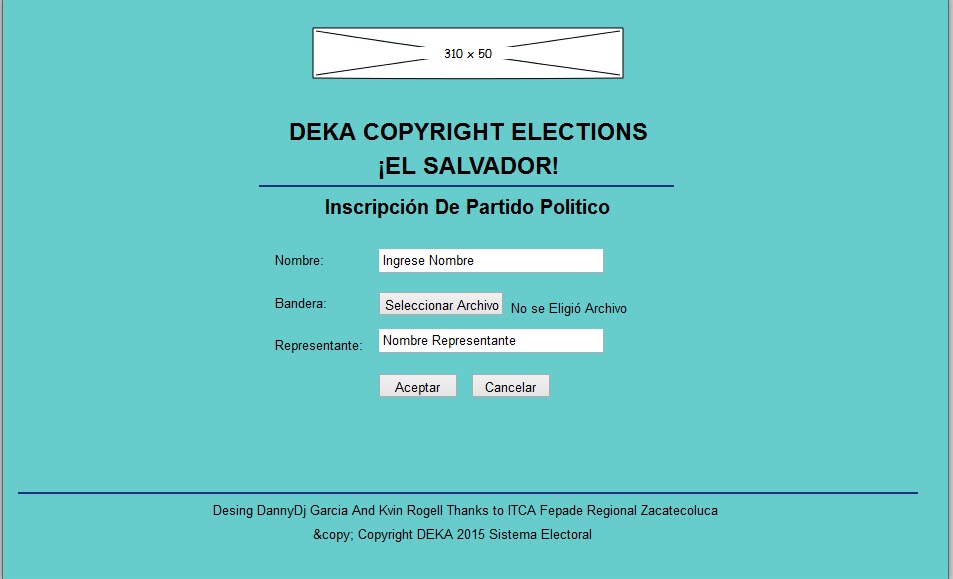 310 x 50
DEKA COPYRIGHT ELECTIONS
¡EL SALVADOR!
Inscripción De Partido Politico
Nombre: Ingrese Nombre
Bandera: Seleccionar Archivo No se Eligió Archivo
Representante: Nombre Representante
Aceptar Cancelar
Desing DannyDj Garcia And Kvin Rogell Thanks to ITCA Fepade Regional Zacatecoluca
&copy; Copyright DEKA 2015 Sistema Electoral